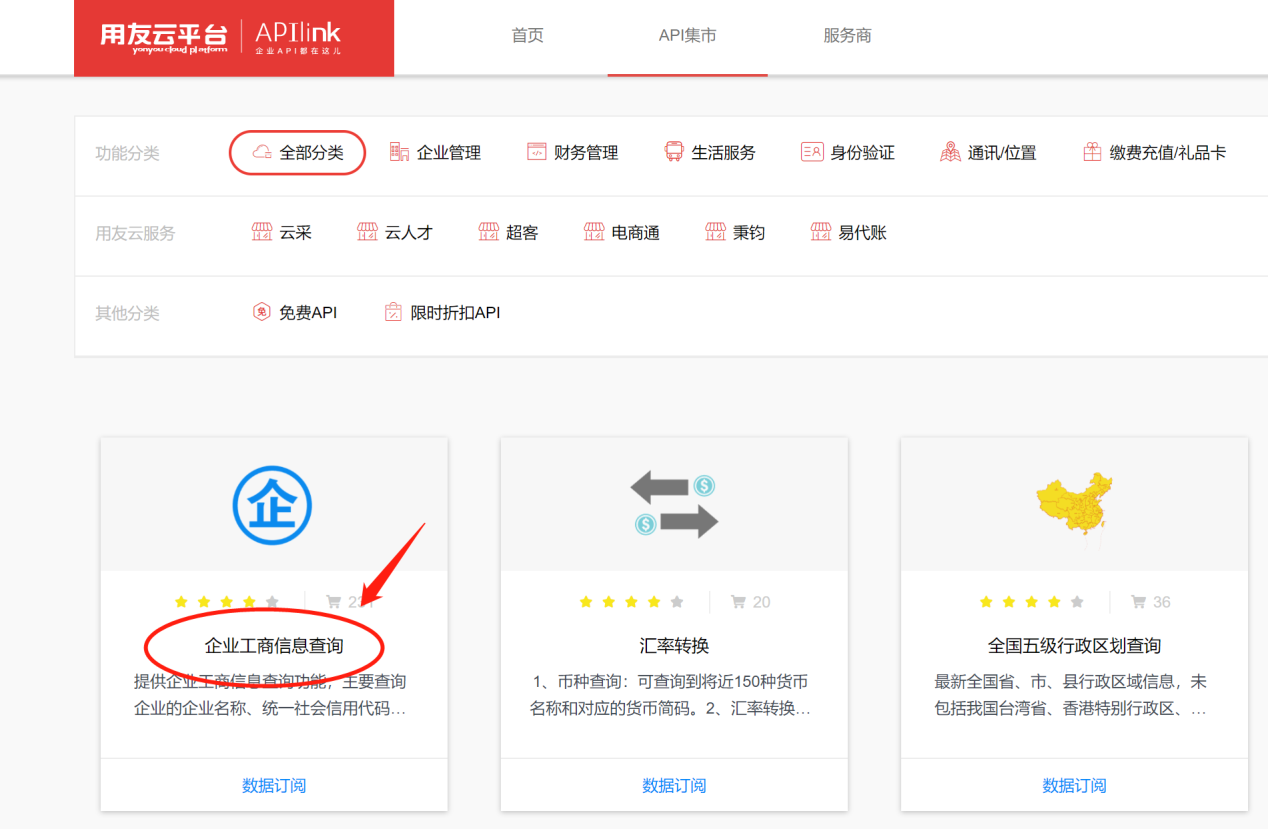 用友云平台
yonyou cloud platform
APIlink
企业API都在这儿
首页
API集市
服务商
功能分类
全部分类
企业管理
财务管理
生活服务
身份验证
通讯/位置
缴费充值/礼品卡
用友云服务
云采
云人才
超客
电商通
秉钧
易代账
其他分类
免
免费API
限时折扣API
企
企业工商信息查询
提供企业工商信息查询功能，主要查询
企业的企业名称、统一社会信用代码...
数据订阅
20
汇率转换
1、币种查询：可查询到将近150种货币
名称和对应的货币简码。2、汇率转换...
数据订阅
36
全国五级行政区划查询
最新全国省、市、县行政区域信息，未
包括我国台湾省、香港特别行政区、...
数据订阅